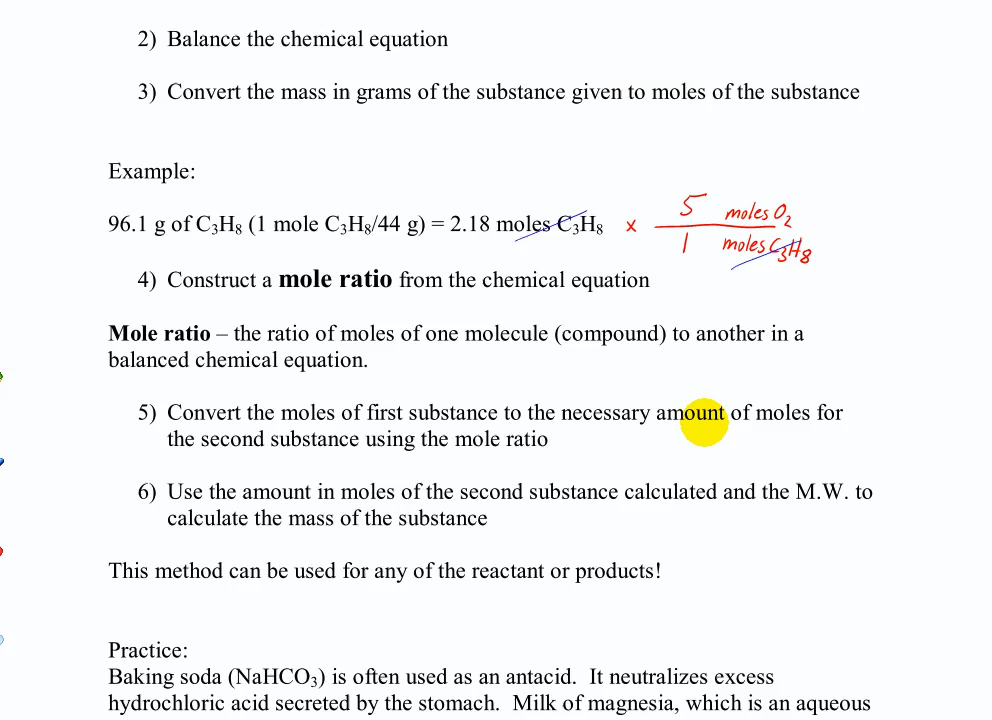 2) Balance the chemical equation
3) Convert the mass in grams of the substance given to moles of the substance
Example:
96.1 g of C₃H₈ (1 mole C₃H₈/44 g) = 2.18 moles C₃H₈ x 5 moles O₂
1 moles C₃H₈
4) Construct a mole ratio from the chemical equation
Mole ratio – the ratio of moles of one molecule (compound) to another in a
balanced chemical equation.
5) Convert the moles of first substance to the necessary amount of moles for
the second substance using the mole ratio
6) Use the amount in moles of the second substance calculated and the M.W. to
calculate the mass of the substance
This method can be used for any of the reactant or products!
Practice:
Baking soda (NaHCO₃) is often used as an antacid.  It neutralizes excess
hydrochloric acid secreted by the stomach.  Milk of magnesia, which is an aqueous